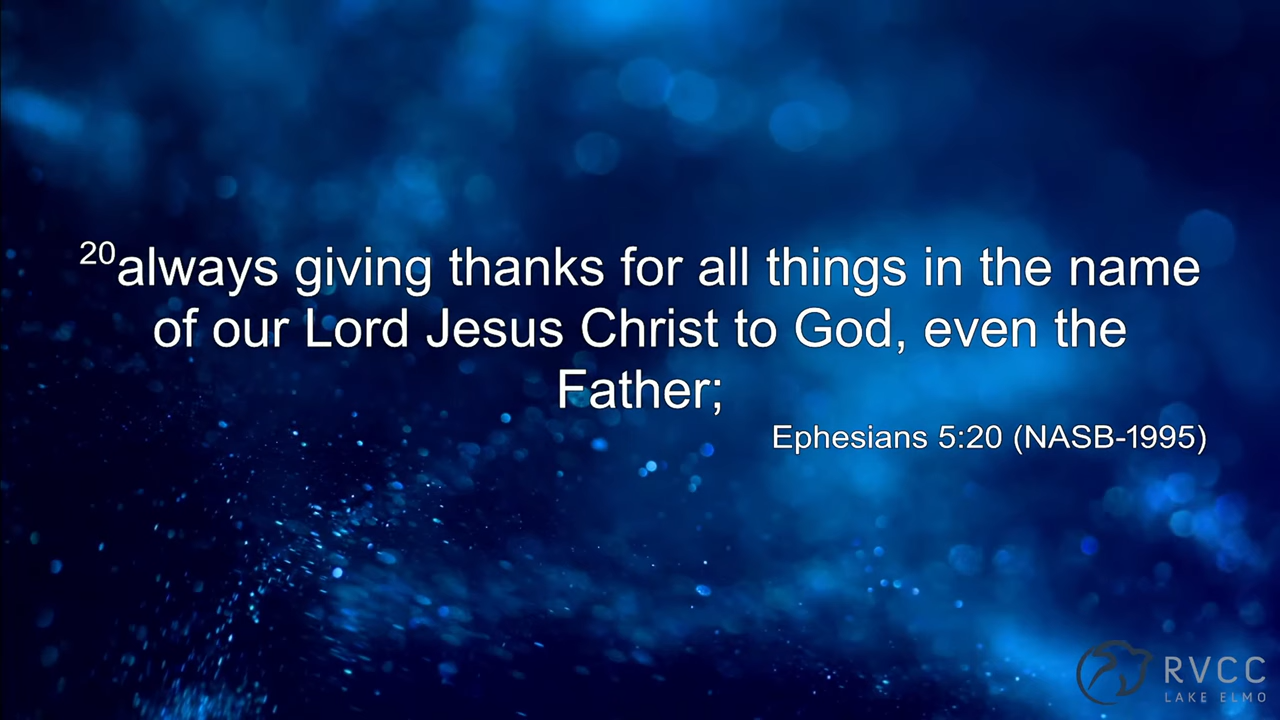 20always giving thanks for all things in the name
of our Lord Jesus Christ to God, even the
Father;
Ephesians 5:20 (NASB-1995)
RVCC
LAKE ELMO